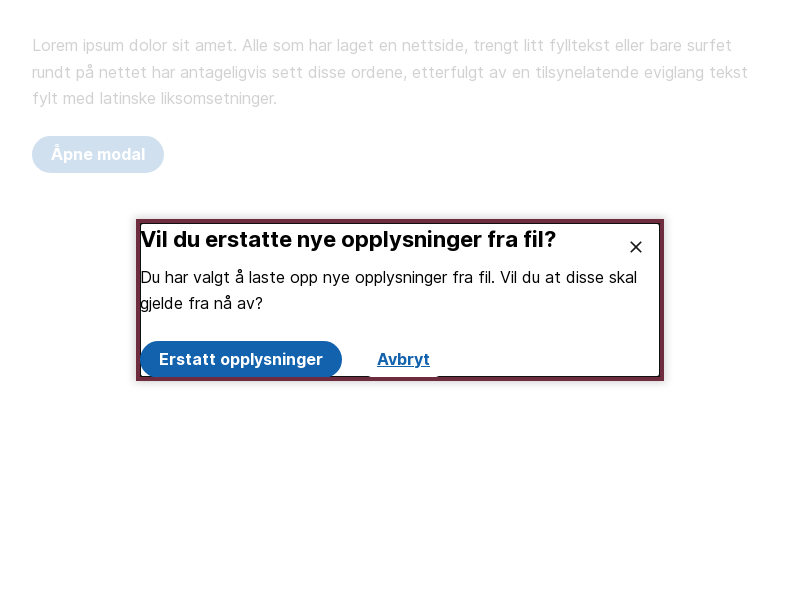 Lorem ipsum dolor sit amet. Alle som har laget en nettside, trengt litt fylltekst eller bare surfet
rundt på nettet har antageligvis sett disse ordene, etterfulgt av en tilsynelatende eviglang tekst
fylt med latinske liksomsetninger.
Åpne modal
Vil du erstatte nye opplysninger fra fil?
Du har valgt å laste opp nye opplysninger fra fil. Vil du at disse skal
gjelde fra nå av?
Erstatt opplysninger
Avbryt